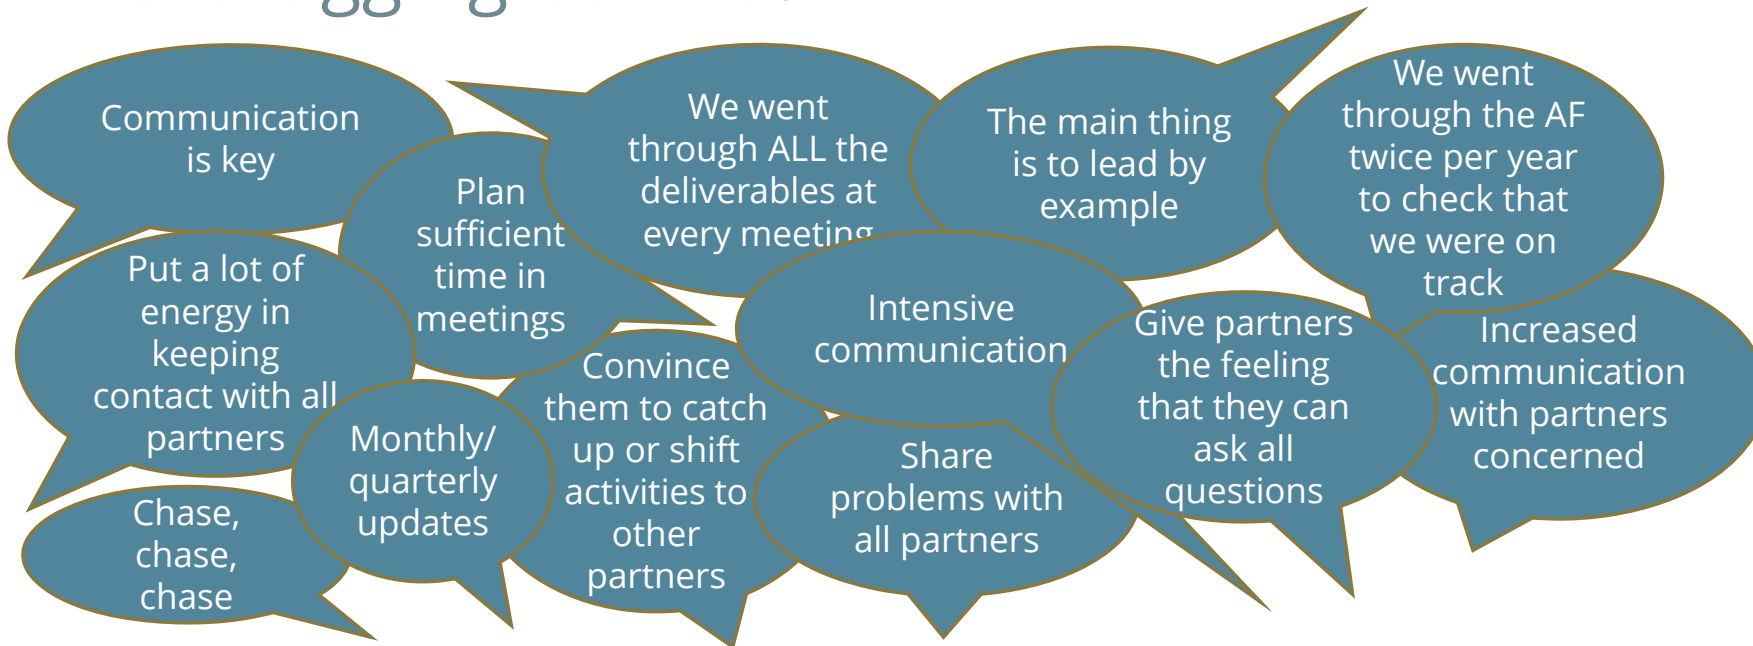 Communication
is key
Plan
sufficient
time in
meetings
We went
through ALL the
deliverables at
every meeting
The main thing
is to lead by
example
We went
through the AF
twice per year
to check that
we were on
track
Put a lot of
energy in
keeping
contact with all
partners
Monthly/
quarterly
updates
Convince
them to catch
up or shift
activities to
other
partners
Intensive
communication
Share
problems with
all partners
Give partners
the feeling
that they can
ask all
questions
Increased
communication
with partners
concerned
Chase,
chase,
chase